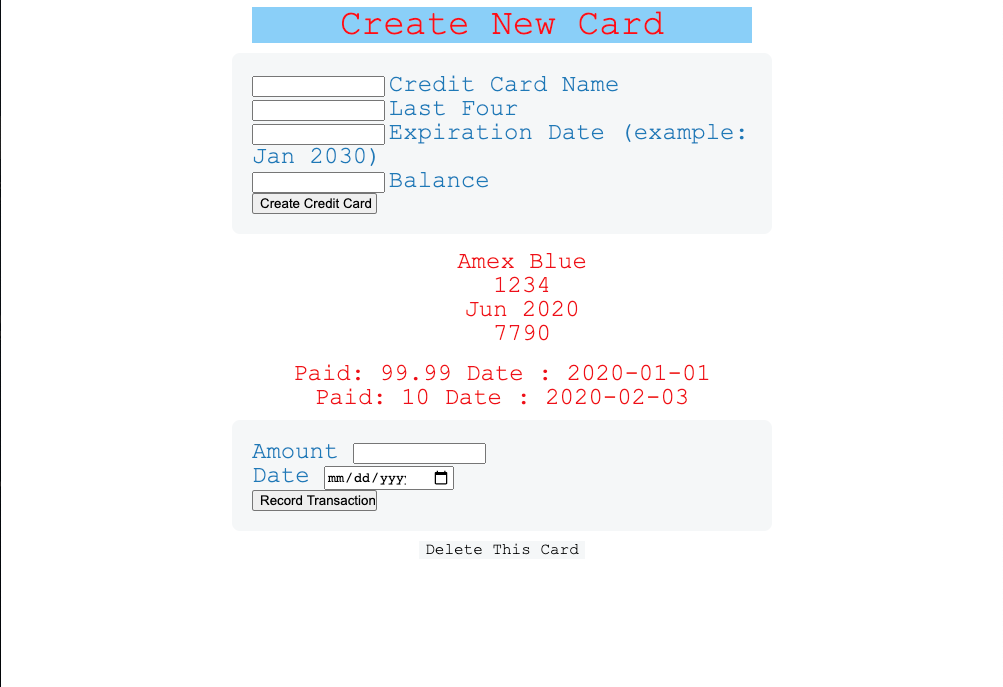 Create New Card
Credit Card Name
Last Four
Expiration Date (example:
Jan 2030)
Balance
Create Credit Card
Amex Blue
1234
Jun 2020
7790
Paid: 99.99 Date : 2020-01-01
Paid: 10 Date : 2020-02-03
Amount
Date mm/dd/yyy
Record Transaction
Delete This Card